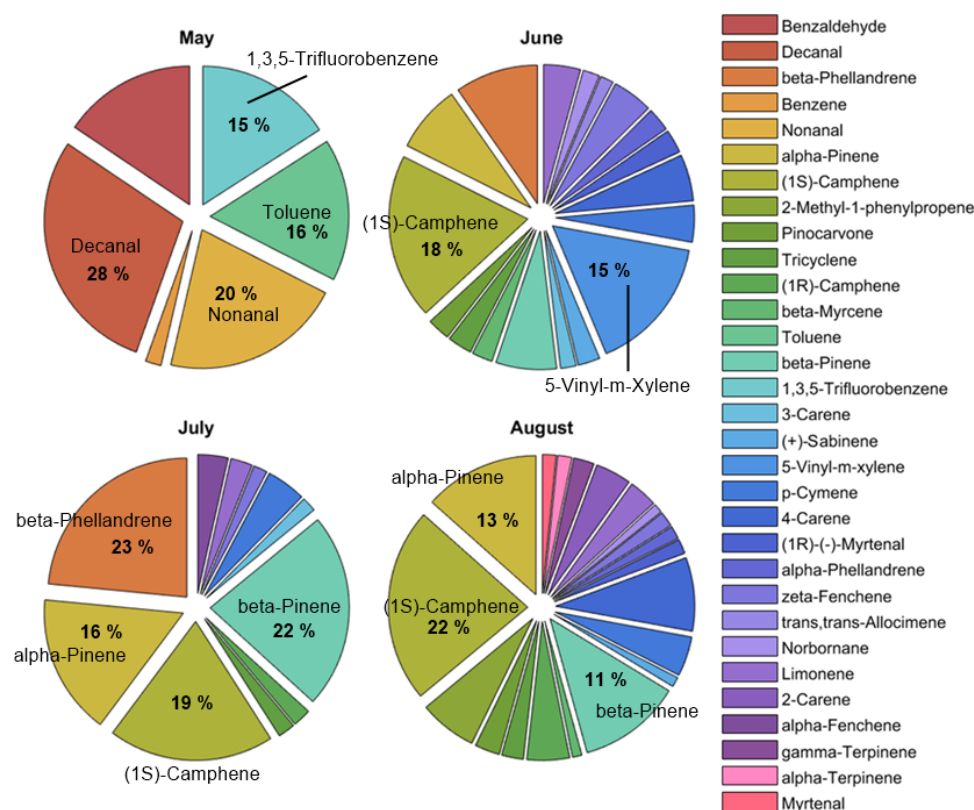 May
1,3,5-Trifluorobenzene
15 %
Toluene
16 %
Decanal
28 %
20 %
Nonanal
June
(1S)-Camphene
18 %
15 %
5-Vinyl-m-Xylene
July
beta-Phellandrene
23 %
beta-Pinene
22 %
16 %
alpha-Pinene
19 %
(1S)-Camphene
August
alpha-Pinene
13 %
(1S)-Camphene
22 %
11 %
beta-Pinene
Benzaldehyde
Decanal
beta-Phellandrene
Benzene
Nonanal
alpha-Pinene
(1S)-Camphene
2-Methyl-1-phenylpropene
Pinocarvone
Tricyclene
(1R)-Camphene
beta-Myrcene
Toluene
beta-Pinene
1,3,5-Trifluorobenzene
3-Carene
(+)-Sabinene
5-Vinyl-m-xylene
p-Cymene
4-Carene
(1R)-(-)-Myrtenal
alpha-Phellandrene
zeta-Fenchene
trans,trans-Allocimene
Norbornane
Limonene
2-Carene
alpha-Fenchene
gamma-Terpinene
alpha-Terpinene
Myrtenal